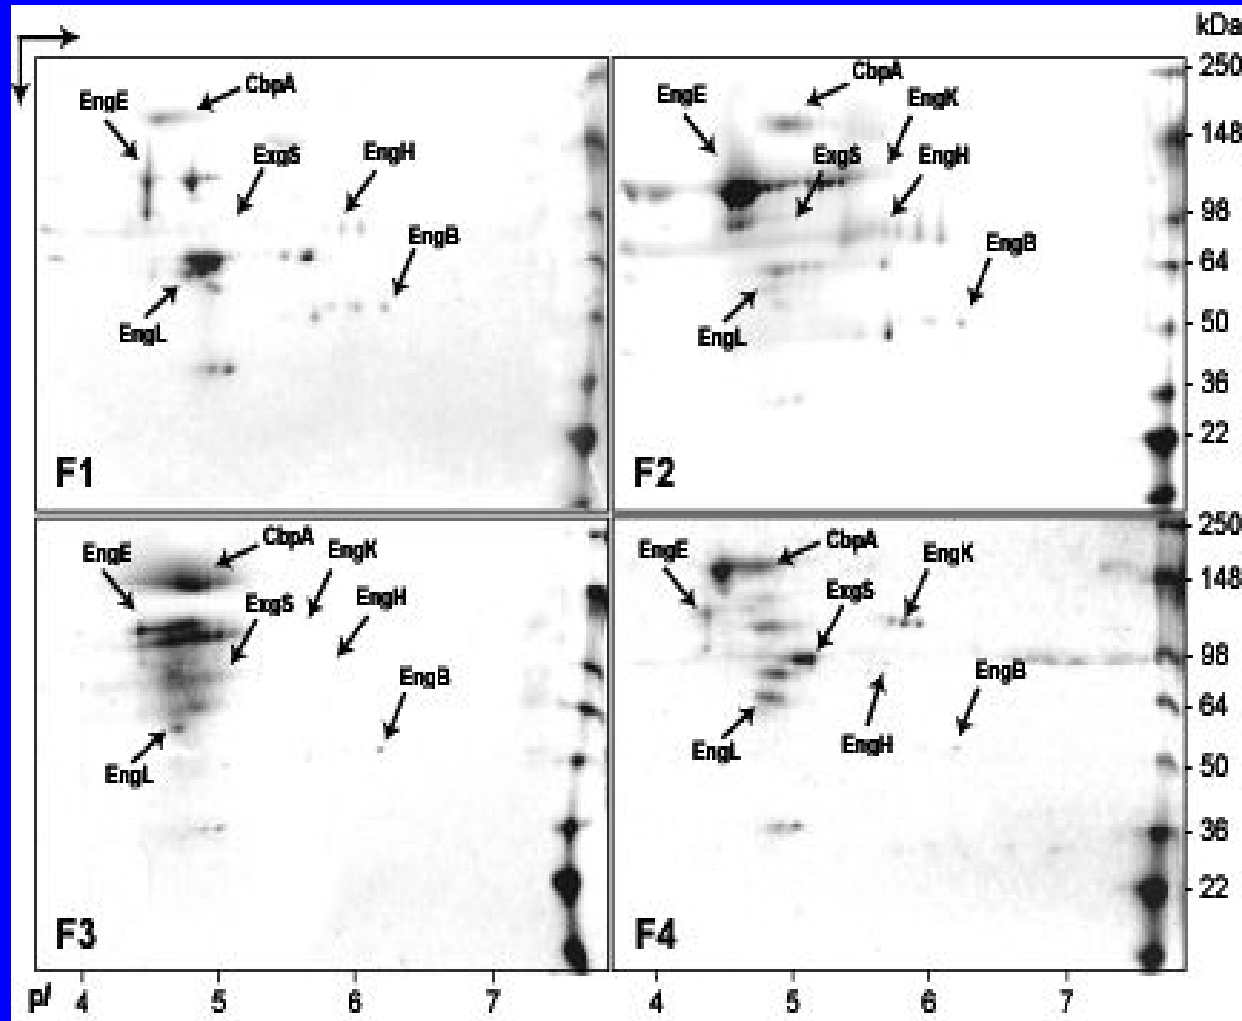 kDa
CbpA
EngE
ExgS
EngH
EngB
EngL
F1
CbpA
EngE
EngK
ExgS
EngH
EngB
EngL
F2
250
148
98
64
50
36
22
CbpA
EngE
EngK
ExgS
EngH
EngB
EngL
F3
CbpA
EngE
EngK
ExgS
EngB
EngH
EngL
F4
250
148
98
64
50
36
22
pI 4 5 6 7 4 5 6 7